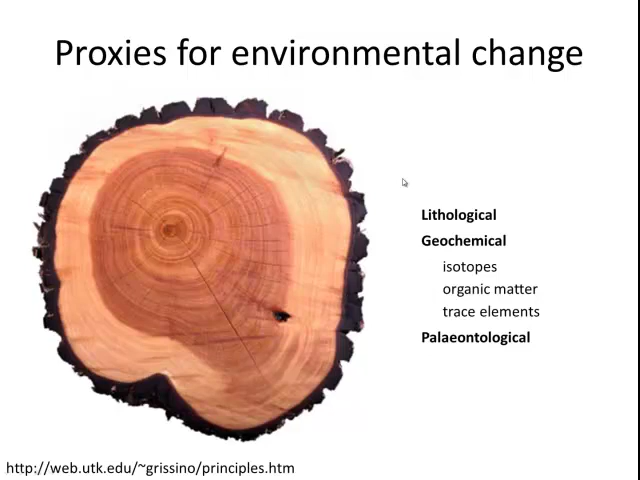 Proxies for environmental change
Lithological
Geochemical
isotopes
organic matter
trace elements
Palaeontological
http://web.utk.edu/~grissino/principles.htm